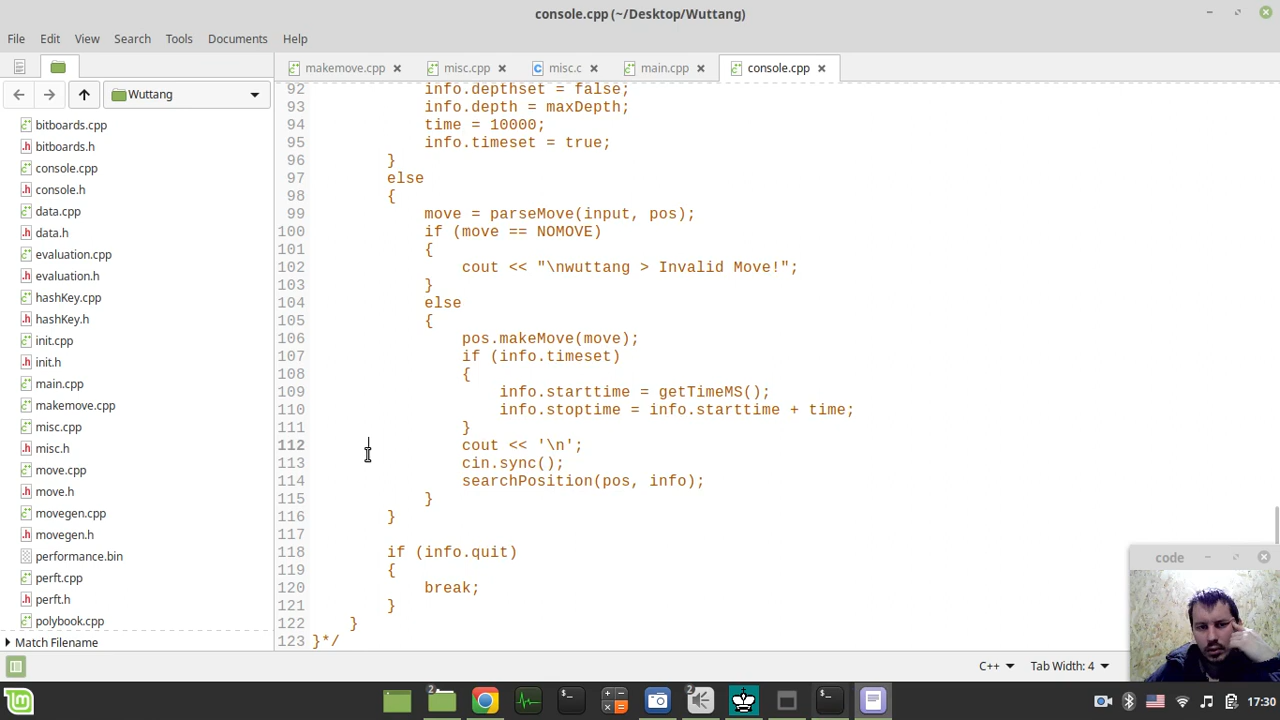 console.cpp (~/Desktop/Wuttang)
File Edit View Search Tools Documents Help
makemove.cpp misc.cpp misc.c main.cpp console.cpp
Wuttang
bitboards.cpp
bitboards.h
console.cpp
console.h
data.cpp
data.h
evaluation.cpp
evaluation.h
hashKey.cpp
hashKey.h
init.cpp
init.h
main.cpp
makemove.cpp
misc.cpp
misc.h
move.cpp
move.h
movegen.cpp
movegen.h
performance.bin
perft.cpp
perft.h
polybook.cpp
Match Filename
92 info.depthset = false;
93 info.depth = maxDepth;
94 time = 10000;
95 info.timeset = true;
96 }
97 else
98 {
99 move = parseMove(input, pos);
100 if (move == NOMOVE)
101 {
102 cout << "\nwuttang > Invalid Move!";
103 }
104 else
105 {
106 pos.makeMove(move);
107 if (info.timeset)
108 {
109 info.starttime = getTimeMS();
110 info.stoptime = info.starttime + time;
111 }
112 cout << '\n';
113 cin.sync();
114 searchPosition(pos, info);
115 }
116 }
117
118 if (info.quit)
119 {
120 break;
121 }
122 }
123 }*/
code
C++ Tab Width: 4
2 2 17:30